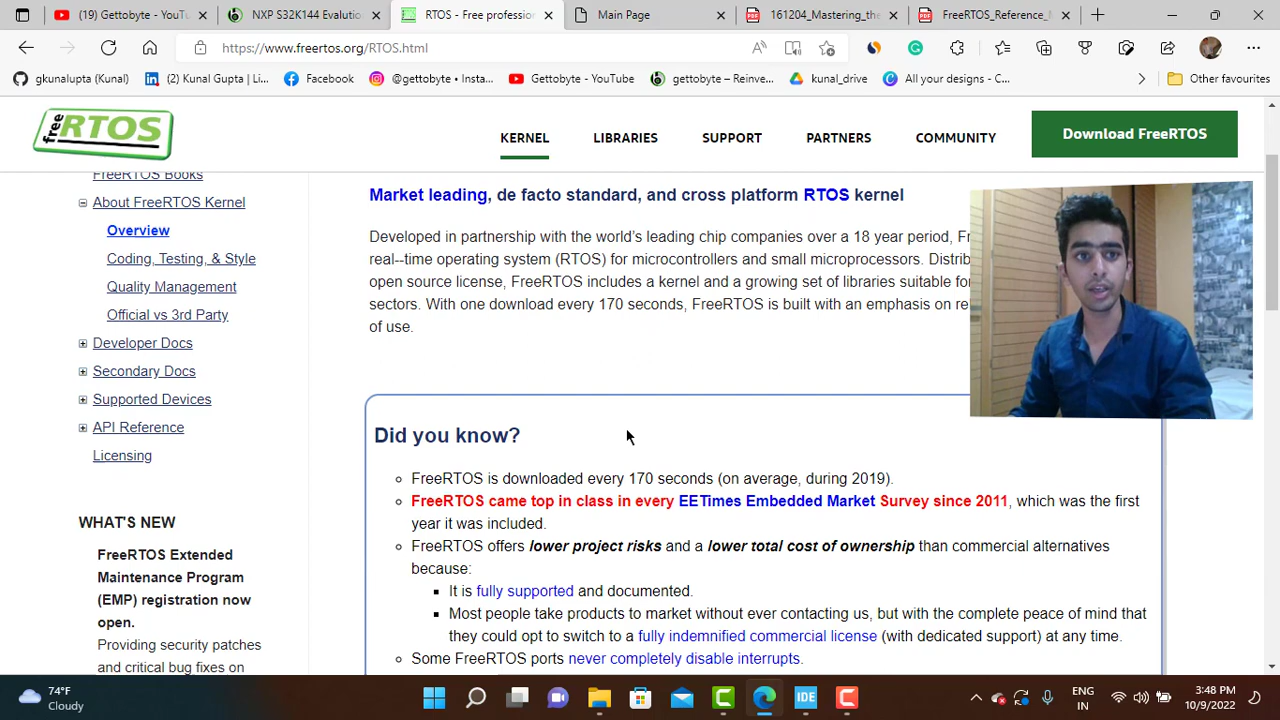 (49) Gettobyte - YouTu
NXP S32K144 Evaluatio
RTOS - Free profession
Main Page
161204_Mastering_the
FreeRTOS_Reference_M
https://www.freertos.org/RTOS.html
gkunalupta (Kunal)
(2) Kunal Gupta | Li...
Facebook
@gettobyte • Insta...
Gettobyte - YouTube
gettobyte – Reinve...
kunal_drive
All your designs - C...
Other favourites
freeRTOS
KERNEL
LIBRARIES
SUPPORT
PARTNERS
COMMUNITY
Download FreeRTOS
FreeRTOS Books
About FreeRTOS Kernel
Overview
Coding, Testing, & Style
Quality Management
Official vs 3rd Party
Developer Docs
Secondary Docs
Supported Devices
API Reference
Licensing
WHAT'S NEW
FreeRTOS Extended
Maintenance Program
(EMP) registration now
open.
Providing security patches
and critical bug fixes on
Market leading, de facto standard, and cross platform RTOS kernel
Developed in partnership with the world's leading chip companies over a 18 year period, Fr
real--time operating system (RTOS) for microcontrollers and small microprocessors. Distrib
open source license, FreeRTOS includes a kernel and a growing set of libraries suitable for
sectors. With one download every 170 seconds, FreeRTOS is built with an emphasis on re
of use.
Did you know?
FreeRTOS is downloaded every 170 seconds (on average, during 2019).
FreeRTOS came top in class in every EETimes Embedded Market Survey since 2011, which was the first
year it was included.
FreeRTOS offers lower project risks and a lower total cost of ownership than commercial alternatives
because:
It is fully supported and documented.
Most people take products to market without ever contacting us, but with the complete peace of mind that
they could opt to switch to a fully indemnified commercial license (with dedicated support) at any time.
Some FreeRTOS ports never completely disable interrupts.
74°F
Cloudy
IDE
ENG
IN
3:48 PM
10/9/2022